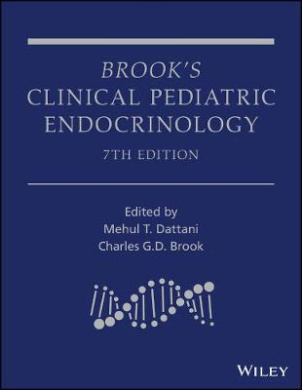 BROOK'S
CLINICAL PEDIATRIC
ENDOCRINOLOGY
7TH EDITION
Edited by
Mehul T. Dattani
Charles G.D. Brook
WILEY